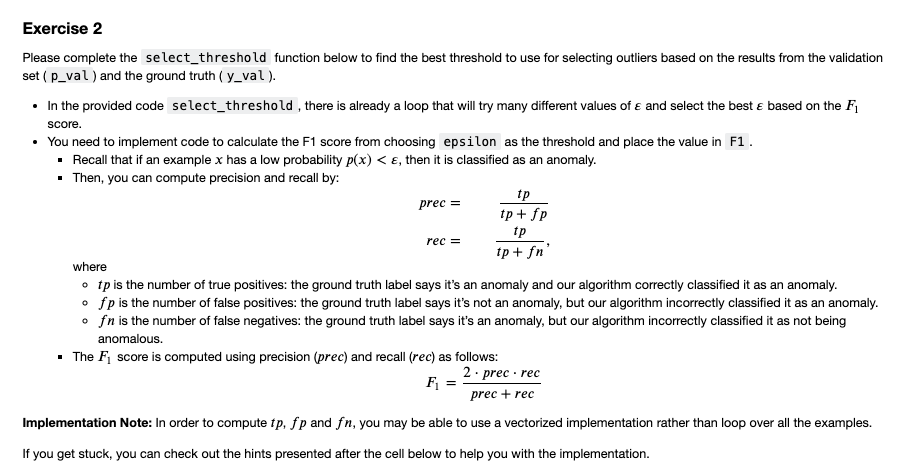 Exercise 2
Please complete the select_threshold function below to find the best threshold to use for selecting outliers based on the results from the validation
set ( p_val ) and the ground truth ( y_val ).
• In the provided code select_threshold , there is already a loop that will try many different values of ε and select the best ε based on the F₁
score.
• You need to implement code to calculate the F1 score from choosing epsilon as the threshold and place the value in F1 .
▪ Recall that if an example x has a low probability p(x) < ε, then it is classified as an anomaly.
▪ Then, you can compute precision and recall by:
prec = tp / (tp + fp)
rec = tp / (tp + fn),
where
◦ tp is the number of true positives: the ground truth label says it's an anomaly and our algorithm correctly classified it as an anomaly.
◦ fp is the number of false positives: the ground truth label says it's not an anomaly, but our algorithm incorrectly classified it as an anomaly.
◦ fn is the number of false negatives: the ground truth label says it's an anomaly, but our algorithm incorrectly classified it as not being
anomalous.
▪ The F₁ score is computed using precision (prec) and recall (rec) as follows:
F₁ = (2 · prec · rec) / (prec + rec)
Implementation Note: In order to compute tp, fp and fn, you may be able to use a vectorized implementation rather than loop over all the examples.
If you get stuck, you can check out the hints presented after the cell below to help you with the implementation.